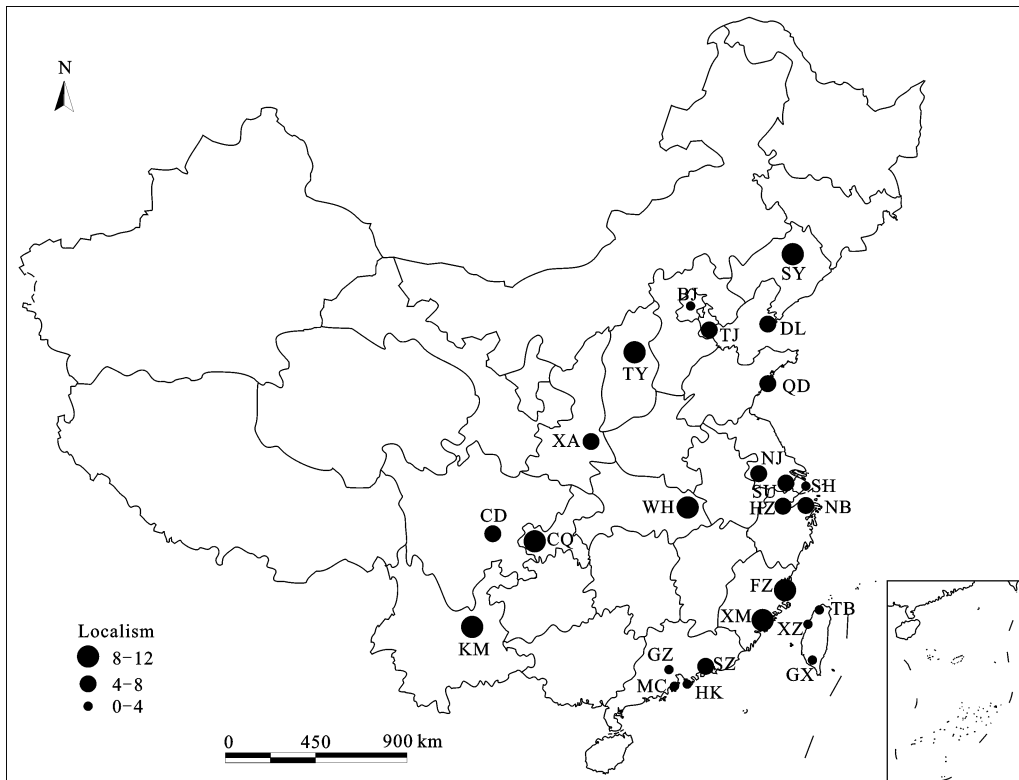 N
SY
BJ
DL
TJ
TY
QD
XA
NJ
SU
SH
WH
HZ
NB
CD
CQ
FZ
XM
TB
XZ
KM
GZ
SZ
GX
MC
HK
Localism
8-12
4-8
0-4
0 450 900 km